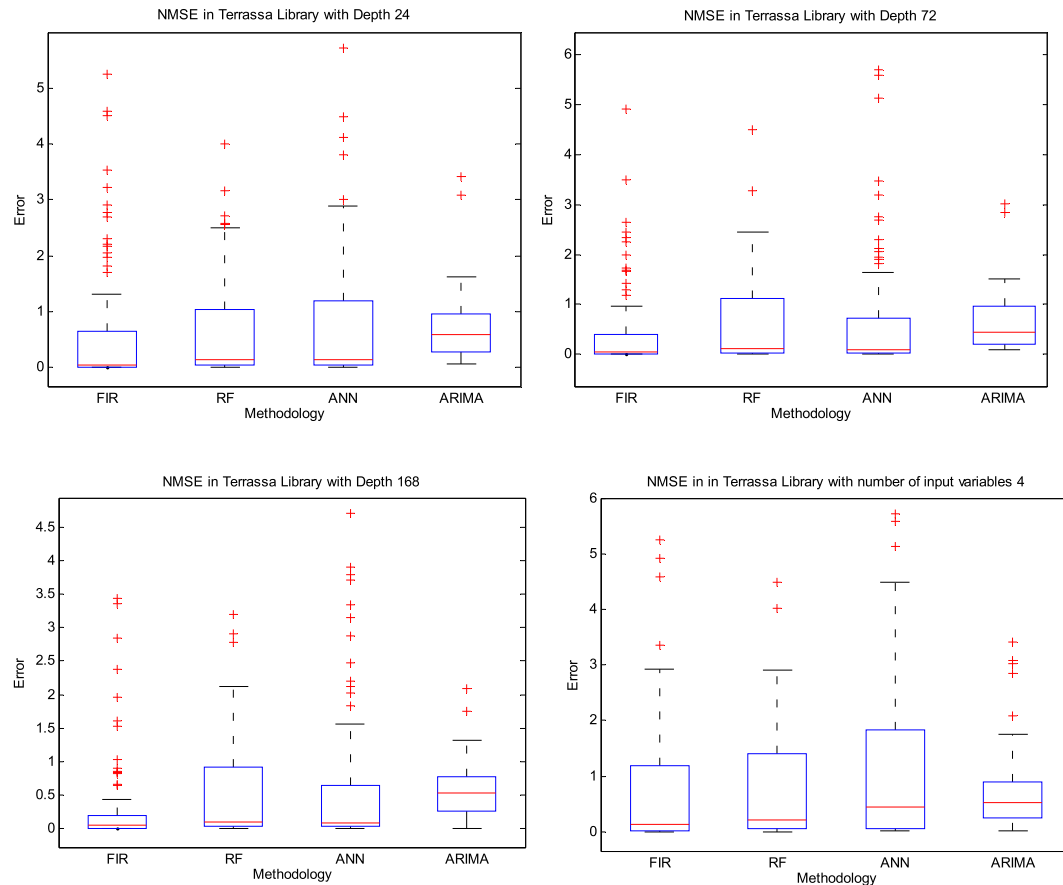 NMSE in Terrassa Library with Depth 24
Error
5
4
3
2
1
0
FIR RF ANN ARIMA
Methodology
NMSE in Terrassa Library with Depth 72
Error
6
5
4
3
2
1
0
FIR RF ANN ARIMA
Methodology
NMSE in Terrassa Library with Depth 168
Error
4.5
4
3.5
3
2.5
2
1.5
1
0.5
0
FIR RF ANN ARIMA
Methodology
NMSE in in Terrassa Library with number of input variables 4
Error
6
5
4
3
2
1
0
FIR RF ANN ARIMA
Methodology